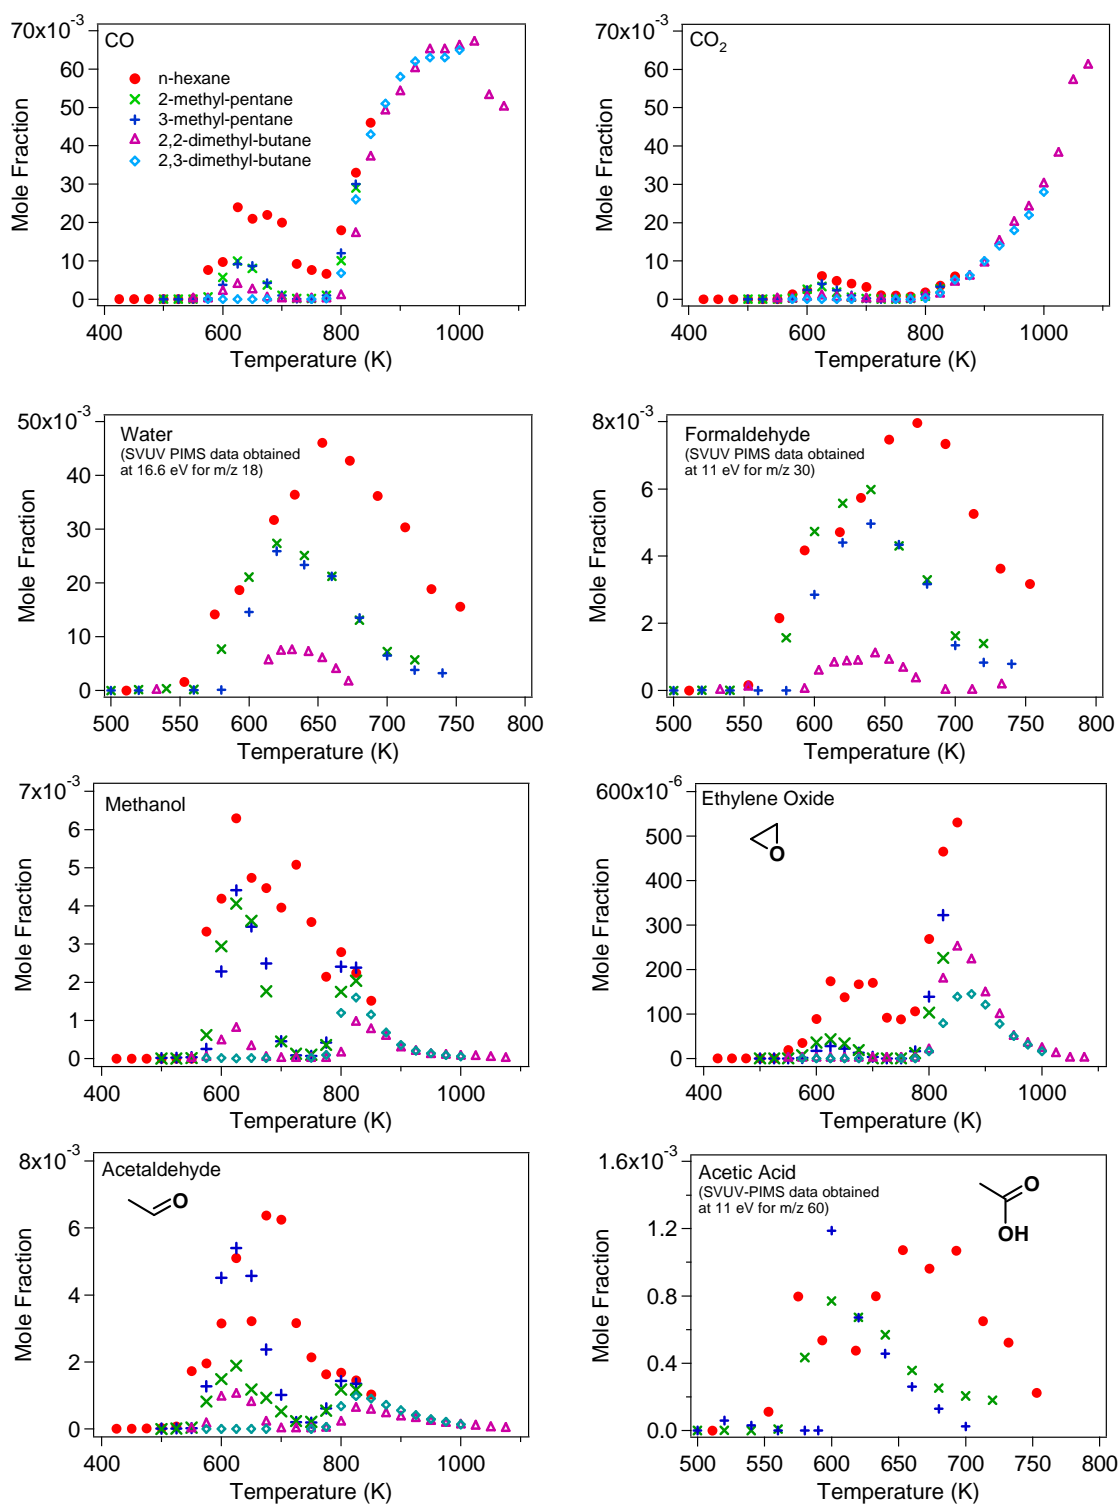 70x10⁻³
CO
n-hexane
2-methyl-pentane
3-methyl-pentane
2,2-dimethyl-butane
2,3-dimethyl-butane
60
50
40
30
20
10
0
Mole Fraction
400 600 800 1000
Temperature (K)
70x10⁻³
CO₂
60
50
40
30
20
10
0
Mole Fraction
400 600 800 1000
Temperature (K)
50x10⁻³
Water
(SVUV PIMS data obtained
at 16.6 eV for m/z 18)
40
30
20
10
0
Mole Fraction
500 550 600 650 700 750 800
Temperature (K)
8x10⁻³
Formaldehyde
(SVUV PIMS data obtained
at 11 eV for m/z 30)
6
4
2
0
Mole Fraction
500 550 600 650 700 750 800
Temperature (K)
7x10⁻³
Methanol
6
5
4
3
2
1
0
Mole Fraction
400 600 800 1000
Temperature (K)
600x10⁻⁶
Ethylene Oxide
O
500
400
300
200
100
0
Mole Fraction
400 500 600 700 800 900 1000
Temperature (K)
8x10⁻³
Acetaldehyde
O
6
4
2
0
Mole Fraction
400 600 800 1000
Temperature (K)
1.6x10⁻³
Acetic Acid
(SVUV-PIMS data obtained
at 11 eV for m/z 60)
O
OH
1.2
0.8
0.4
0.0
Mole Fraction
500 550 600 650 700 750 800
Temperature (K)